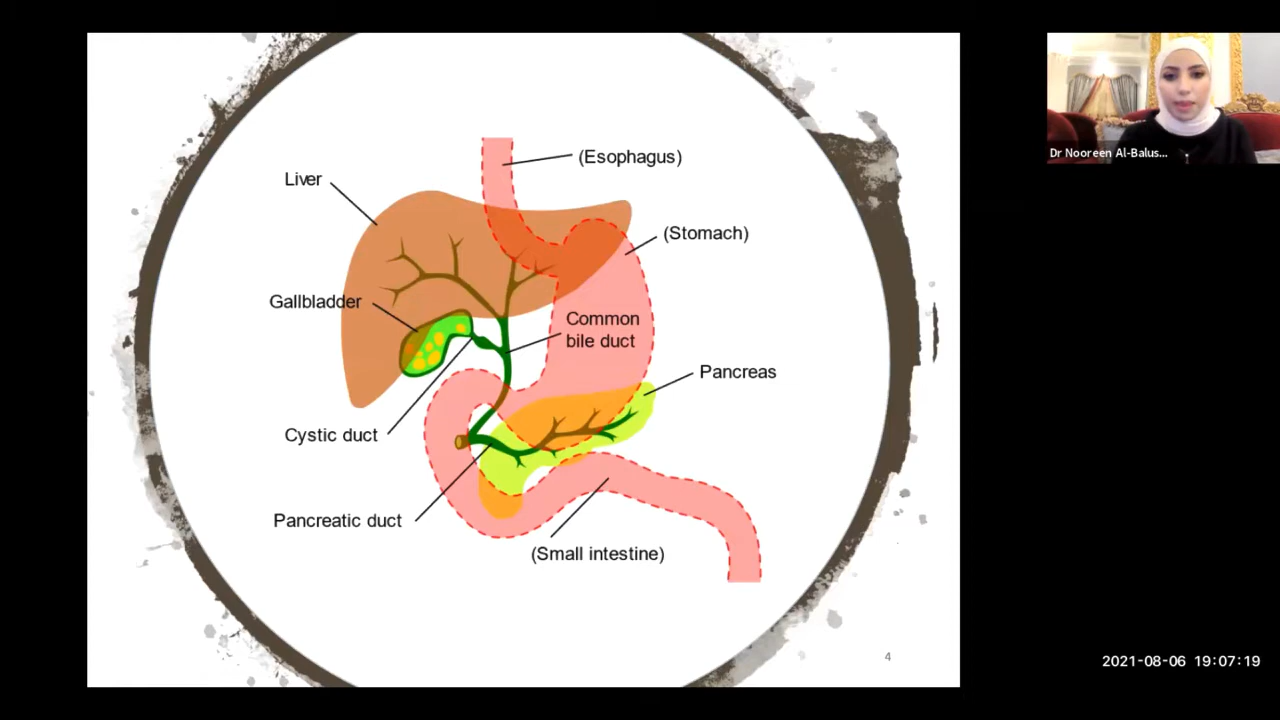 (Esophagus)
Liver
(Stomach)
Gallbladder
Common
bile duct
Pancreas
Cystic duct
Pancreatic duct
(Small intestine)
4
Dr Nooreen Al-Balus...
2021-08-06 19:07:19